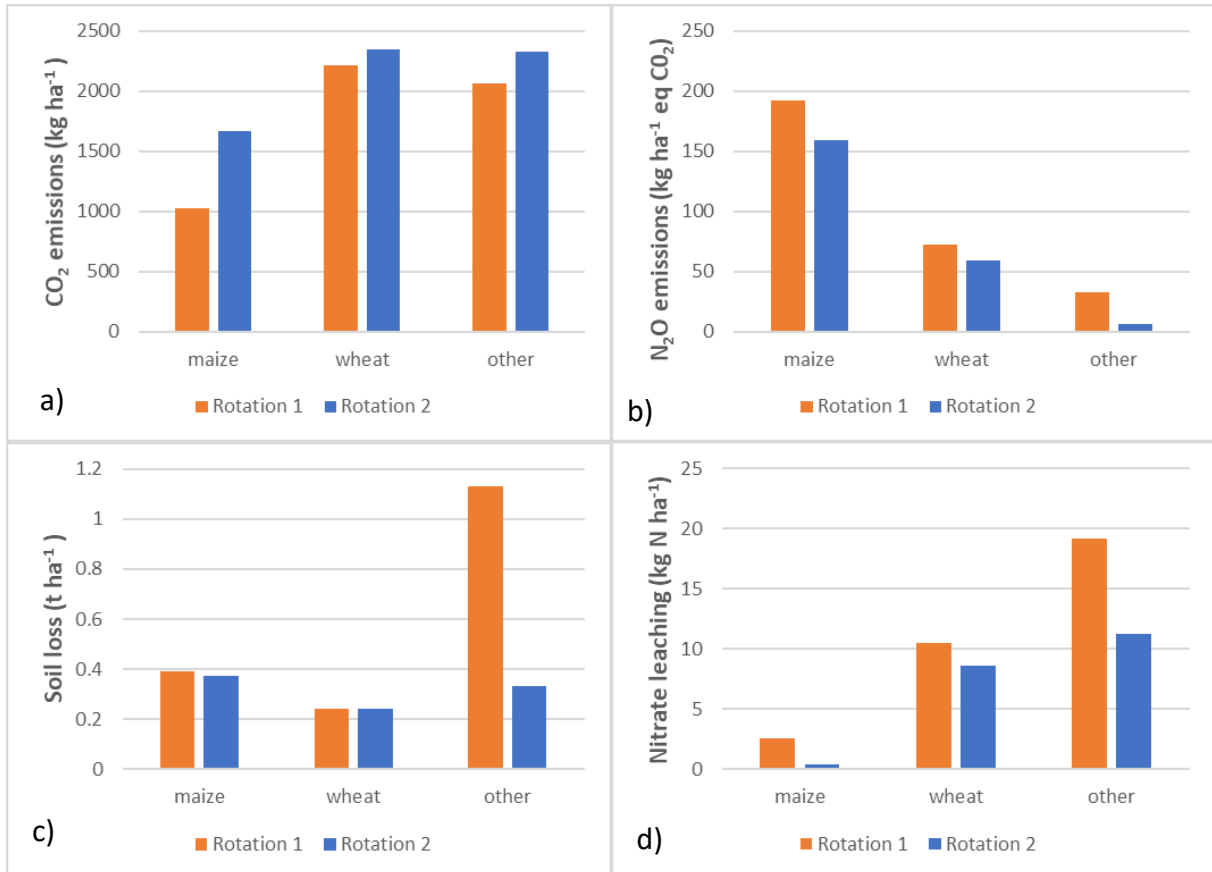 CO₂ emissions (kg ha⁻¹)
2500
2000
1500
1000
500
0
maize wheat other
a)
Rotation 1 Rotation 2
N₂O emissions (kg ha⁻¹ eq C0₂)
250
200
150
100
50
0
maize wheat other
b)
Rotation 1 Rotation 2
Soil loss (t ha⁻¹)
1.2
1
0.8
0.6
0.4
0.2
0
maize wheat other
c)
Rotation 1 Rotation 2
Nitrate leaching (kg N ha⁻¹)
25
20
15
10
5
0
maize wheat other
d)
Rotation 1 Rotation 2